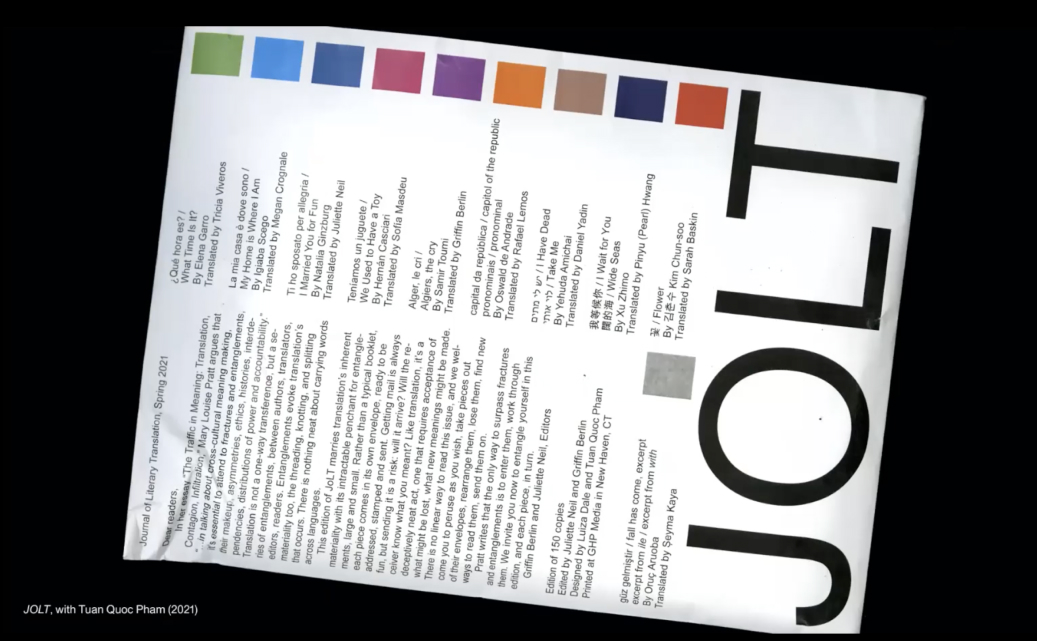 JOLT
Journal of Literary Translation, Spring 2021
Dear readers,
In her essay "The Traffic in Meaning: Translation,
Contagion, Infiltration," Mary Louise Pratt argues that
"in talking about cross-cultural meaning making,
it's essential to attend to fractures and entanglements,
their makeup, asymmetries, ethics, histories, interde-
pendencies, distributions of power and accountability."
Translation is not a one-way transference, but a se-
ries of entanglements, between authors, translators,
editors, readers. Entanglements evoke translation's
materiality too, the threading, knotting, and splitting
that occurs. There is nothing neat about carrying words
across languages.
This edition of JoLT marries translation's inherent
materiality with its intractable penchant for entangle-
ments, large and small. Rather than a typical booklet,
each piece comes in its own envelope, ready to be
addressed, stamped and sent. Getting mail is always
fun, but sending it is a risk: will it arrive? Will the re-
ceiver know what you meant? Like translation, it's a
deceptively neat act, one that requires acceptance of
what might be lost, what new meanings might be made.
There is no linear way to read this issue, and we wel-
come you to peruse as you wish, take pieces out
of their envelopes, rearrange them, lose them, find new
ways to read them, send them on.
Pratt writes that the only way to surpass fractures
and entanglements is to enter them, work through
them. We invite you now to entangle yourself in this
edition, and each piece, in turn.
Griffin Berlin and Juliette Neil, Editors
Edition of 150 copies
Edited by Juliette Neil and Griffin Berlin
Designed by Luiza Dale and Tuan Quoc Pham
Printed at GHP Media in New Haven, CT
¿Qué hora es? /
What Time Is It?
By Elena Garro
Translated by Tricia Viveros
La mia casa è dove sono /
My Home is Where I Am
By Igiaba Scego
Translated by Megan Crognale
Ti ho sposato per allegria /
I Married You for Fun
By Natalia Ginzburg
Translated by Juliette Neil
Teníamos un juguete /
We Used to Have a Toy
By Hernán Casciari
Translated by Sofia Masdeu
Alger, le cri /
Algiers, the cry
By Samir Toumi
Translated by Griffin Berlin
capital da república / capitol of the republic
pronominais / pronominal
By Oswald de Andrade
Translated by Rafael Lemos
יש לי מתים / I Have Dead
אותי / Take Me
By Yehuda Amichai
Translated by Daniel Yadin
我等候你 / I Wait for You
闊的海 / Wide Seas
By Xu Zhimo
Translated by Pinyu (Pearl) Hwang
꽃 / Flower
By 김춘수 Kim Chun-soo
Translated by Sarah Baskin
güz gelmiştir / fall has come, excerpt
excerpt from ile / excerpt from with
By Oruç Aruoba
Translated by Seyma Kaya
JOLT, with Tuan Quoc Pham (2021)